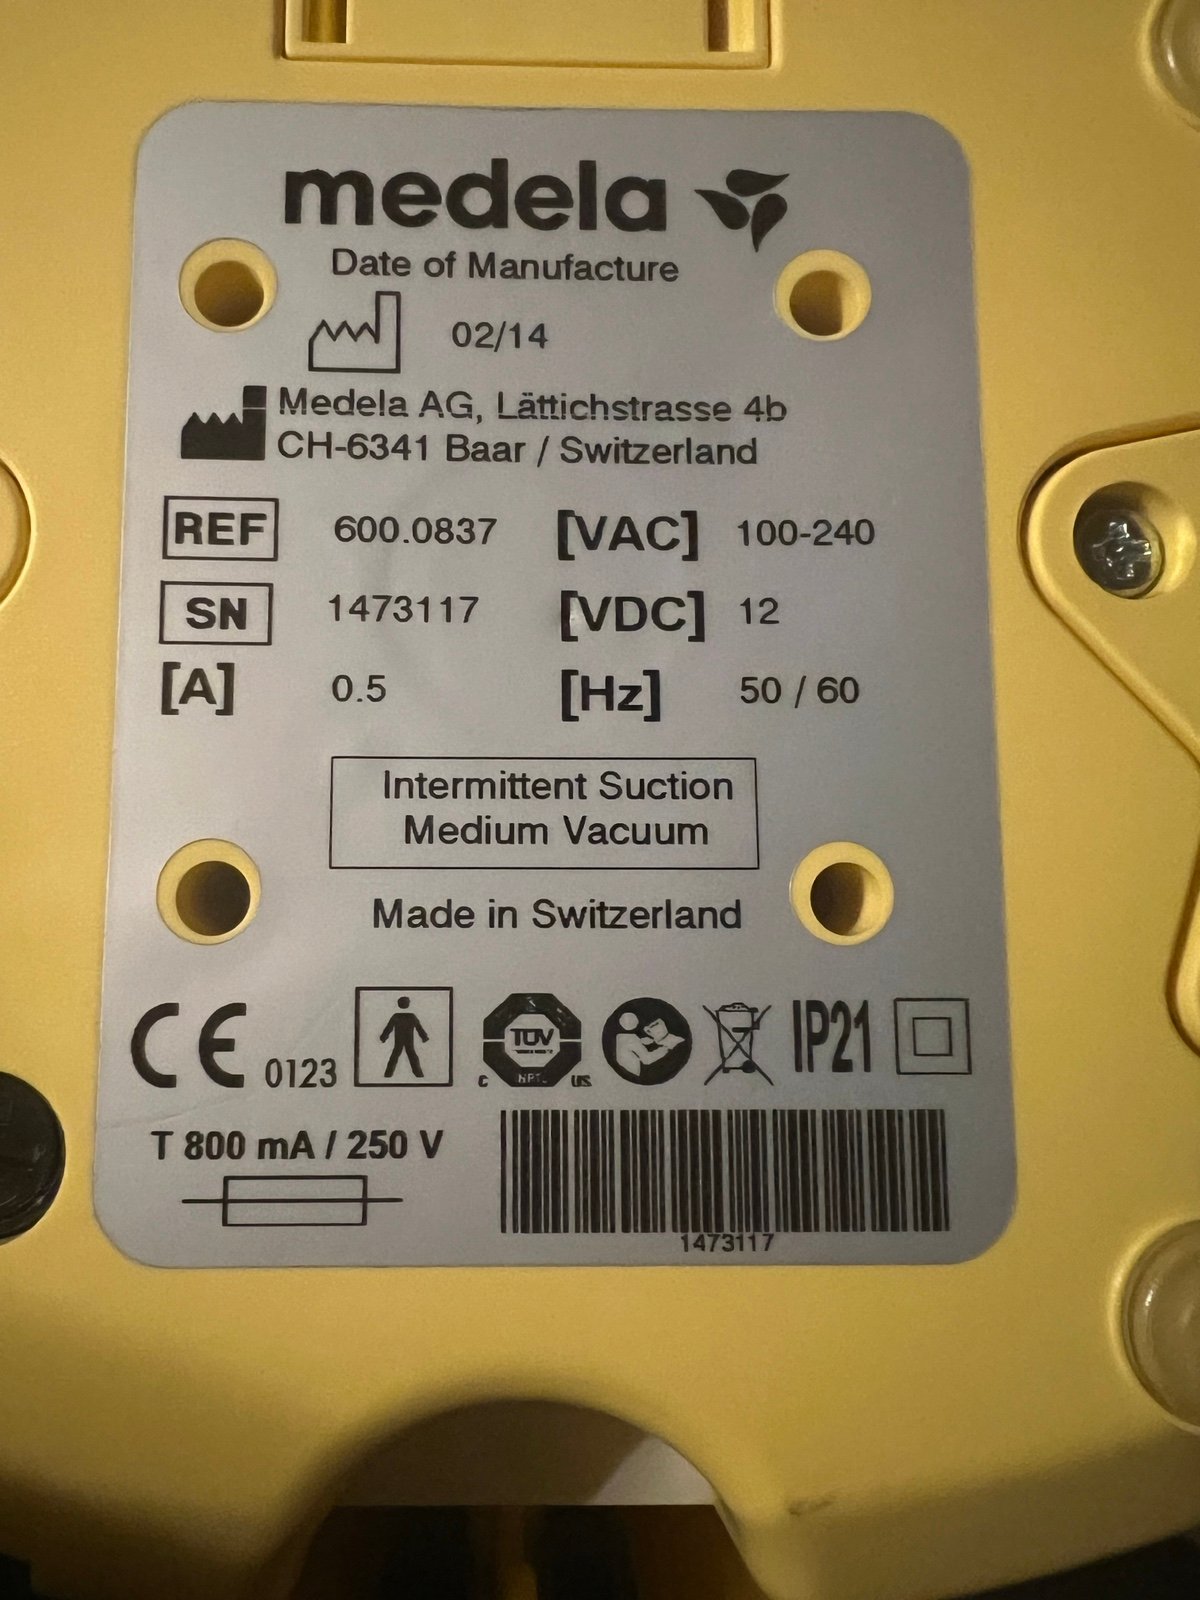 medela
Date of Manufacture
02/14
Medela AG, Lättichstrasse 4b
CH-6341 Baar / Switzerland
REF 600.0837 [VAC] 100-240
SN 1473117 [VDC] 12
[A] 0.5 [Hz] 50 / 60
Intermittent Suction
Medium Vacuum
Made in Switzerland
CE 0123 TÜV C NRTL US IP21
T 800 mA / 250 V
1473117